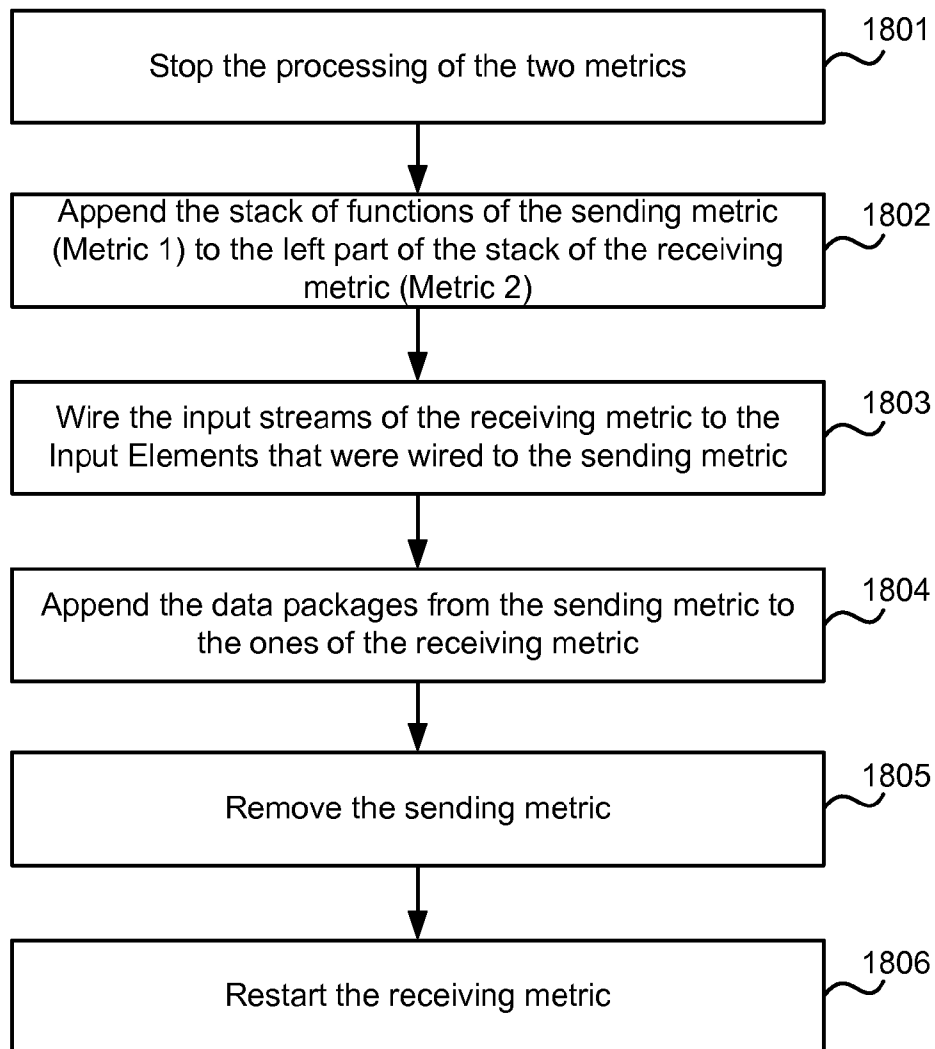 1801
Stop the processing of the two metrics
1802
Append the stack of functions of the sending metric
(Metric 1) to the left part of the stack of the receiving
metric (Metric 2)
1803
Wire the input streams of the receiving metric to the
Input Elements that were wired to the sending metric
1804
Append the data packages from the sending metric to
the ones of the receiving metric
1805
Remove the sending metric
1806
Restart the receiving metric